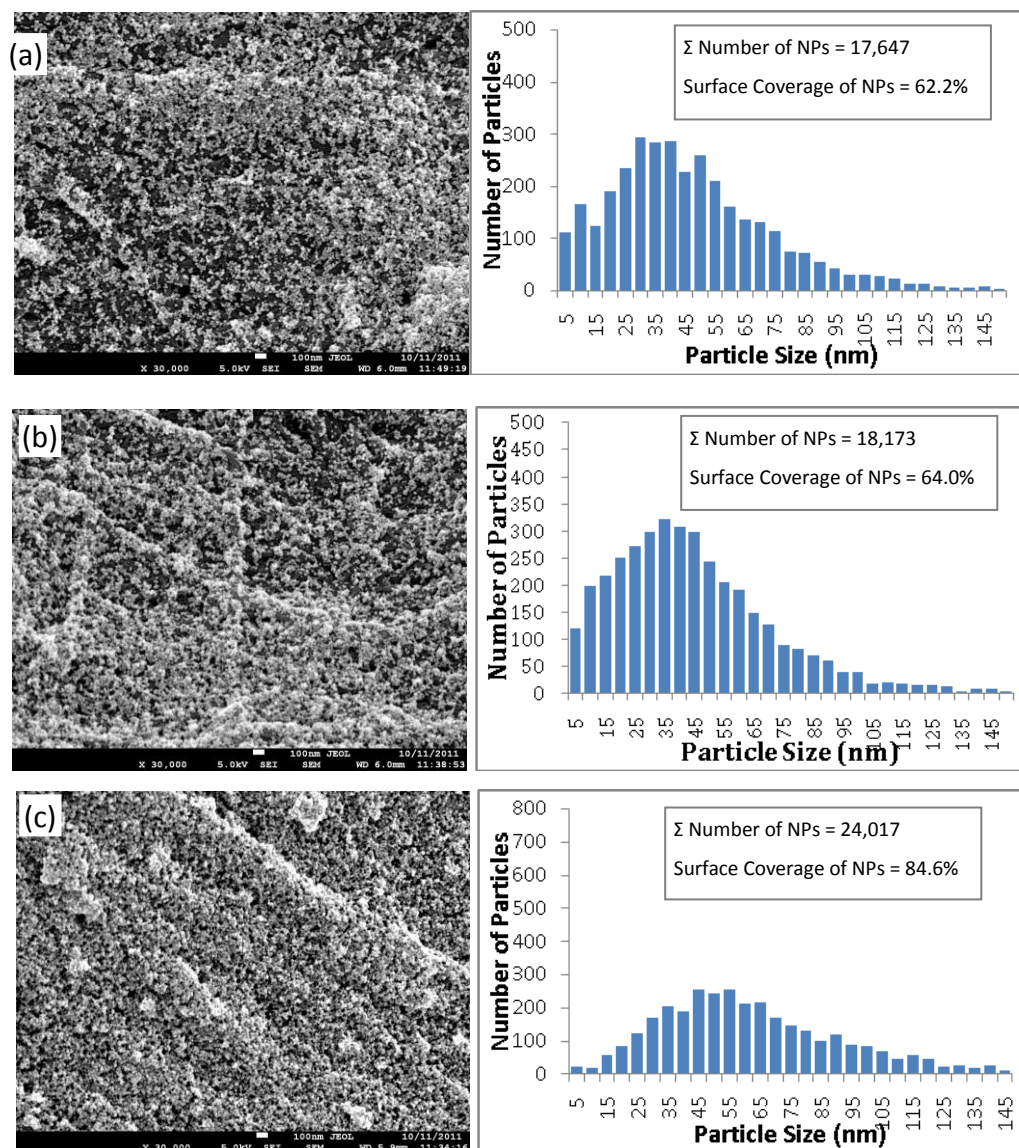 (a)
X 30,000 5.0kV SEI SEM WD 6.0mm 11:49:19
100nm JEOL 10/11/2011
Number of Particles
500
400
300
200
100
0
Σ Number of NPs = 17,647
Surface Coverage of NPs = 62.2%
5 15 25 35 45 55 65 75 85 95 105 115 125 135 145
Particle Size (nm)
(b)
100nm JEOL 10/11/2011
X 30,000 5.0kV SEI SEM WD 6.0mm 11:38:53
Number of Particles
500
450
400
350
300
250
200
150
100
50
0
Σ Number of NPs = 18,173
Surface Coverage of NPs = 64.0%
5 15 25 35 45 55 65 75 85 95 105 115 125 135 145
Particle Size (nm)
(c)
100nm JEOL 10/11/2011
X 30,000 5.0kV SEI SEM WD 5.9mm 11:34:16
Number of Particles
800
700
600
500
400
300
200
100
0
Σ Number of NPs = 24,017
Surface Coverage of NPs = 84.6%
5 15 25 35 45 55 65 75 85 95 105 115 125 135 145
Particle Size (nm)